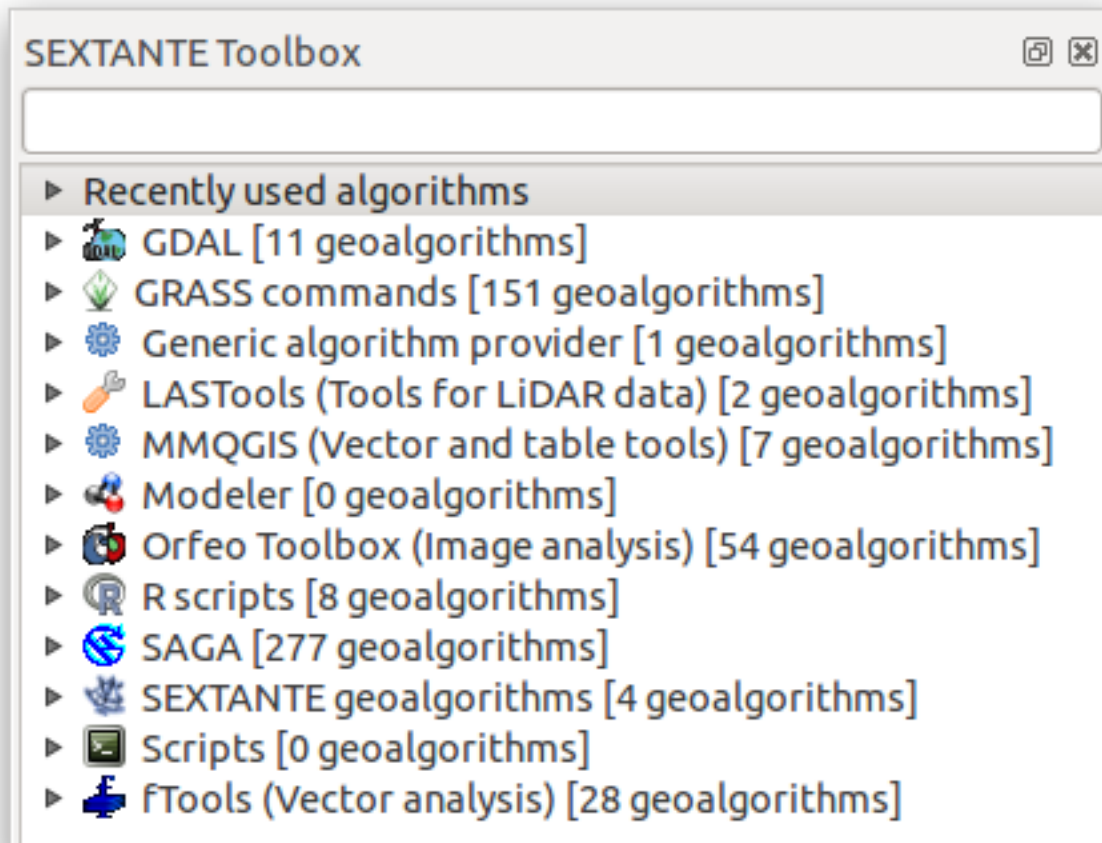 SEXTANTE Toolbox
Recently used algorithms
GDAL [11 geoalgorithms]
GRASS commands [151 geoalgorithms]
Generic algorithm provider [1 geoalgorithms]
LASTools (Tools for LiDAR data) [2 geoalgorithms]
MMQGIS (Vector and table tools) [7 geoalgorithms]
Modeler [0 geoalgorithms]
Orfeo Toolbox (Image analysis) [54 geoalgorithms]
R scripts [8 geoalgorithms]
SAGA [277 geoalgorithms]
SEXTANTE geoalgorithms [4 geoalgorithms]
Scripts [0 geoalgorithms]
fTools (Vector analysis) [28 geoalgorithms]